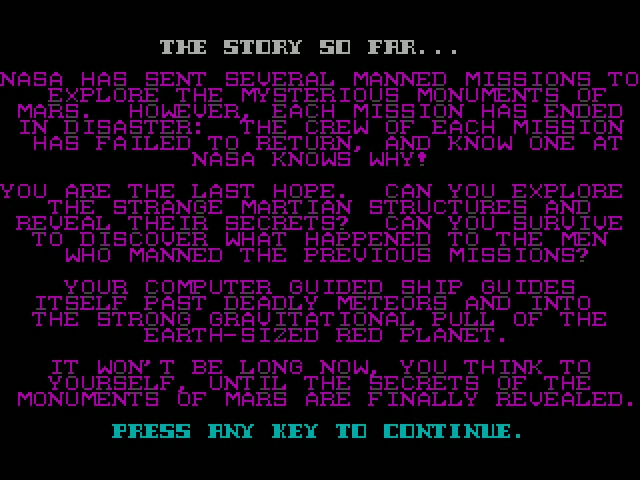 THE STORY SO FAR...
NASA HAS SENT SEVERAL MANNED MISSIONS TO
EXPLORE THE MYSTERIOUS MONUMENTS OF
MARS.  HOWEVER, EACH MISSION HAS ENDED
IN DISASTER:  THE CREW OF EACH MISSION
HAS FAILED TO RETURN, AND KNOW ONE AT
NASA KNOWS WHY!
YOU ARE THE LAST HOPE.  CAN YOU EXPLORE
THE STRANGE MARTIAN STRUCTURES AND
REVEAL THEIR SECRETS?  CAN YOU SURVIVE
TO DISCOVER WHAT HAPPENED TO THE MEN
WHO MANNED THE PREVIOUS MISSIONS?
YOUR COMPUTER GUIDED SHIP GUIDES
ITSELF PAST DEADLY METEORS AND INTO
THE STRONG GRAVITATIONAL PULL OF THE
EARTH-SIZED RED PLANET.
IT WON'T BE LONG NOW, YOU THINK TO
YOURSELF, UNTIL THE SECRETS OF THE
MONUMENTS OF MARS ARE FINALLY REVEALED.
PRESS ANY KEY TO CONTINUE.